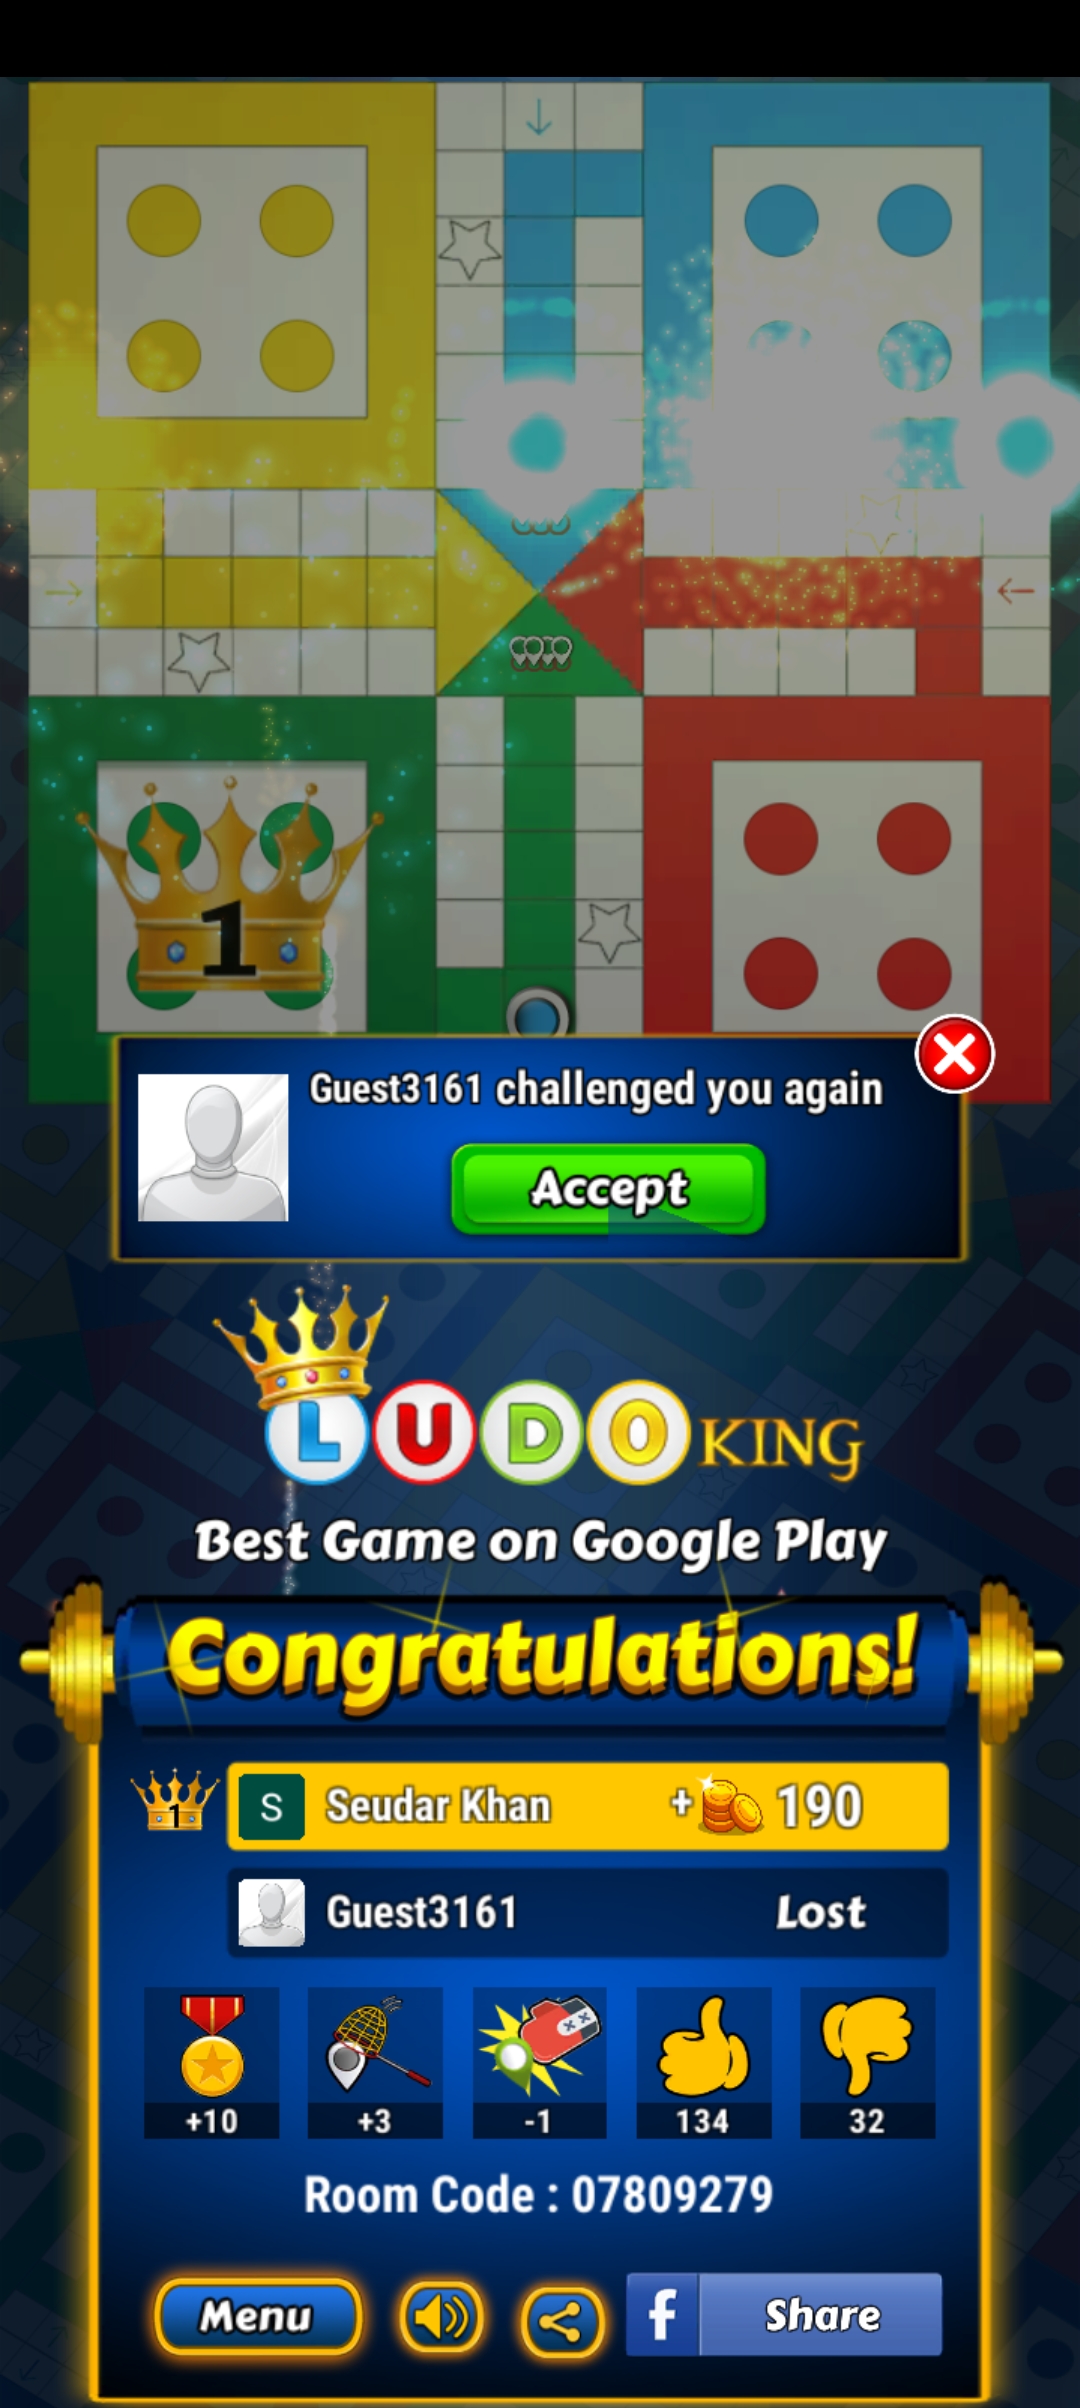 1
Guest3161 challenged you again
Accept
LUDO KING
Best Game on Google Play
Congratulations!
1 S Seudar Khan + 190
Guest3161 Lost
+10 +3 -1 134 32
Room Code : 07809279
Menu f Share